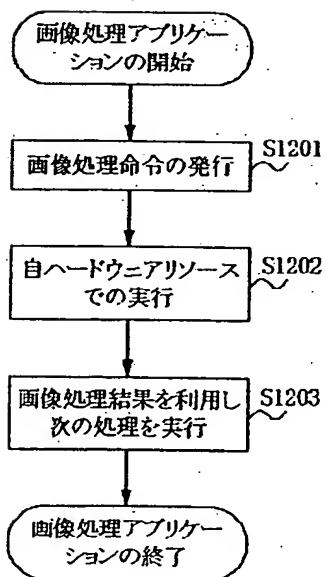 画像処理アプリケー
ションの開始
画像処理命令の発行
S1201
自ハードウェアリソース
での実行
S1202
画像処理結果を利用し
次の処理を実行
S1203
画像処理アプリケー
ションの終了